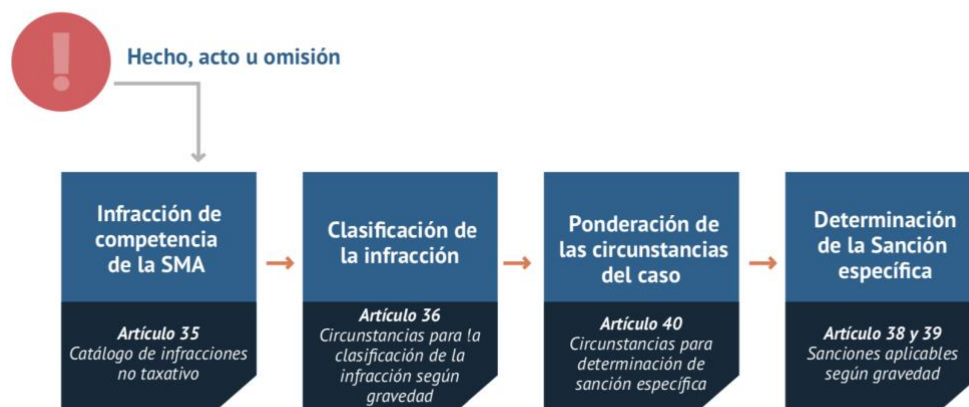 !
Hecho, acto u omisión
Infracción de
competencia
de la SMA
Artículo 35
Catálogo de infracciones
no taxativo
Clasificación de
la infracción
Artículo 36
Circunstancias para la
clasificación de la
infracción según
gravedad
Ponderación de
las circunstancias
del caso
Artículo 40
Circunstancias para
determinación de
sanción específica
Determinación
de la Sanción
específica
Artículo 38 y 39
Sanciones aplicables
según gravedad